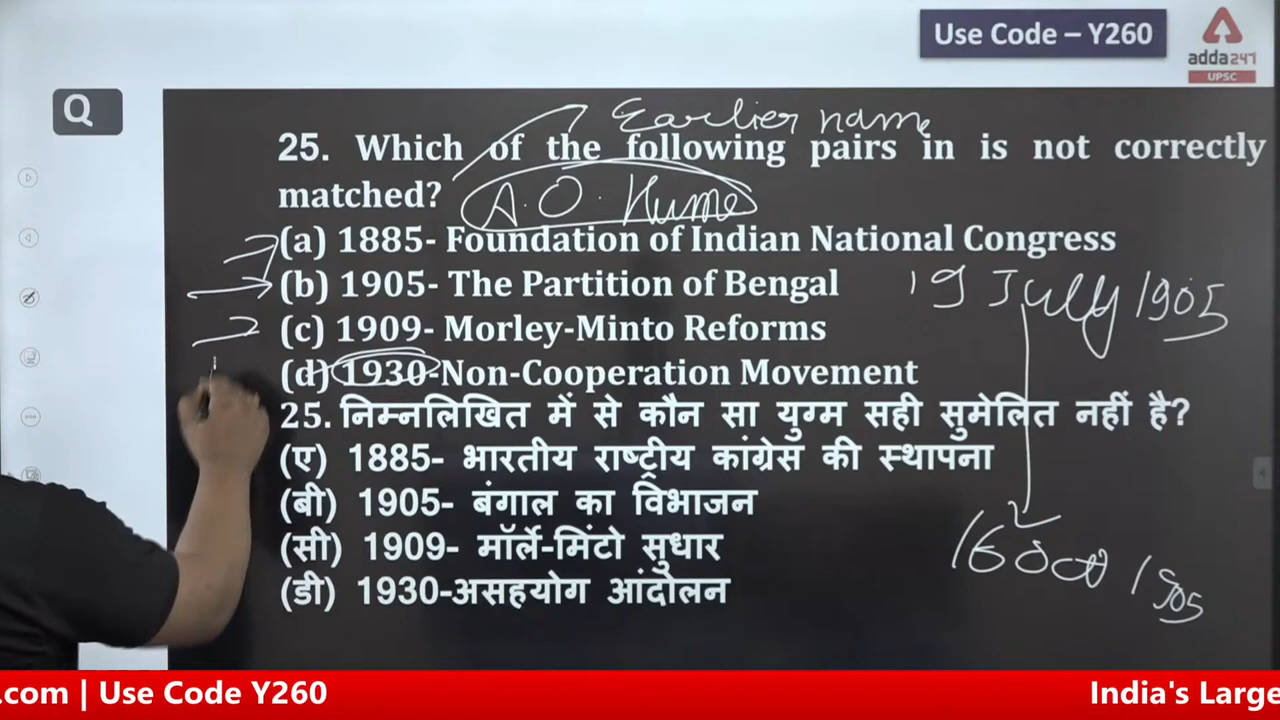 Use Code – Y260
adda247
UPSC
Q
Earlier name
25. Which of the following pairs in is not correctly
matched?
A.O. Hume
(a) 1885- Foundation of Indian National Congress
(b) 1905- The Partition of Bengal
19 July 1905
(c) 1909- Morley-Minto Reforms
(d) 1930-Non-Cooperation Movement
25. निम्नलिखित में से कौन सा युग्म सही सुमेलित नहीं है?
(ए) 1885- भारतीय राष्ट्रीय कांग्रेस की स्थापना
(बी) 1905- बंगाल का विभाजन
(सी) 1909- मॉर्ले-मिंटो सुधार
1905
(डी) 1930-असहयोग आंदोलन
.com | Use Code Y260
India's Large